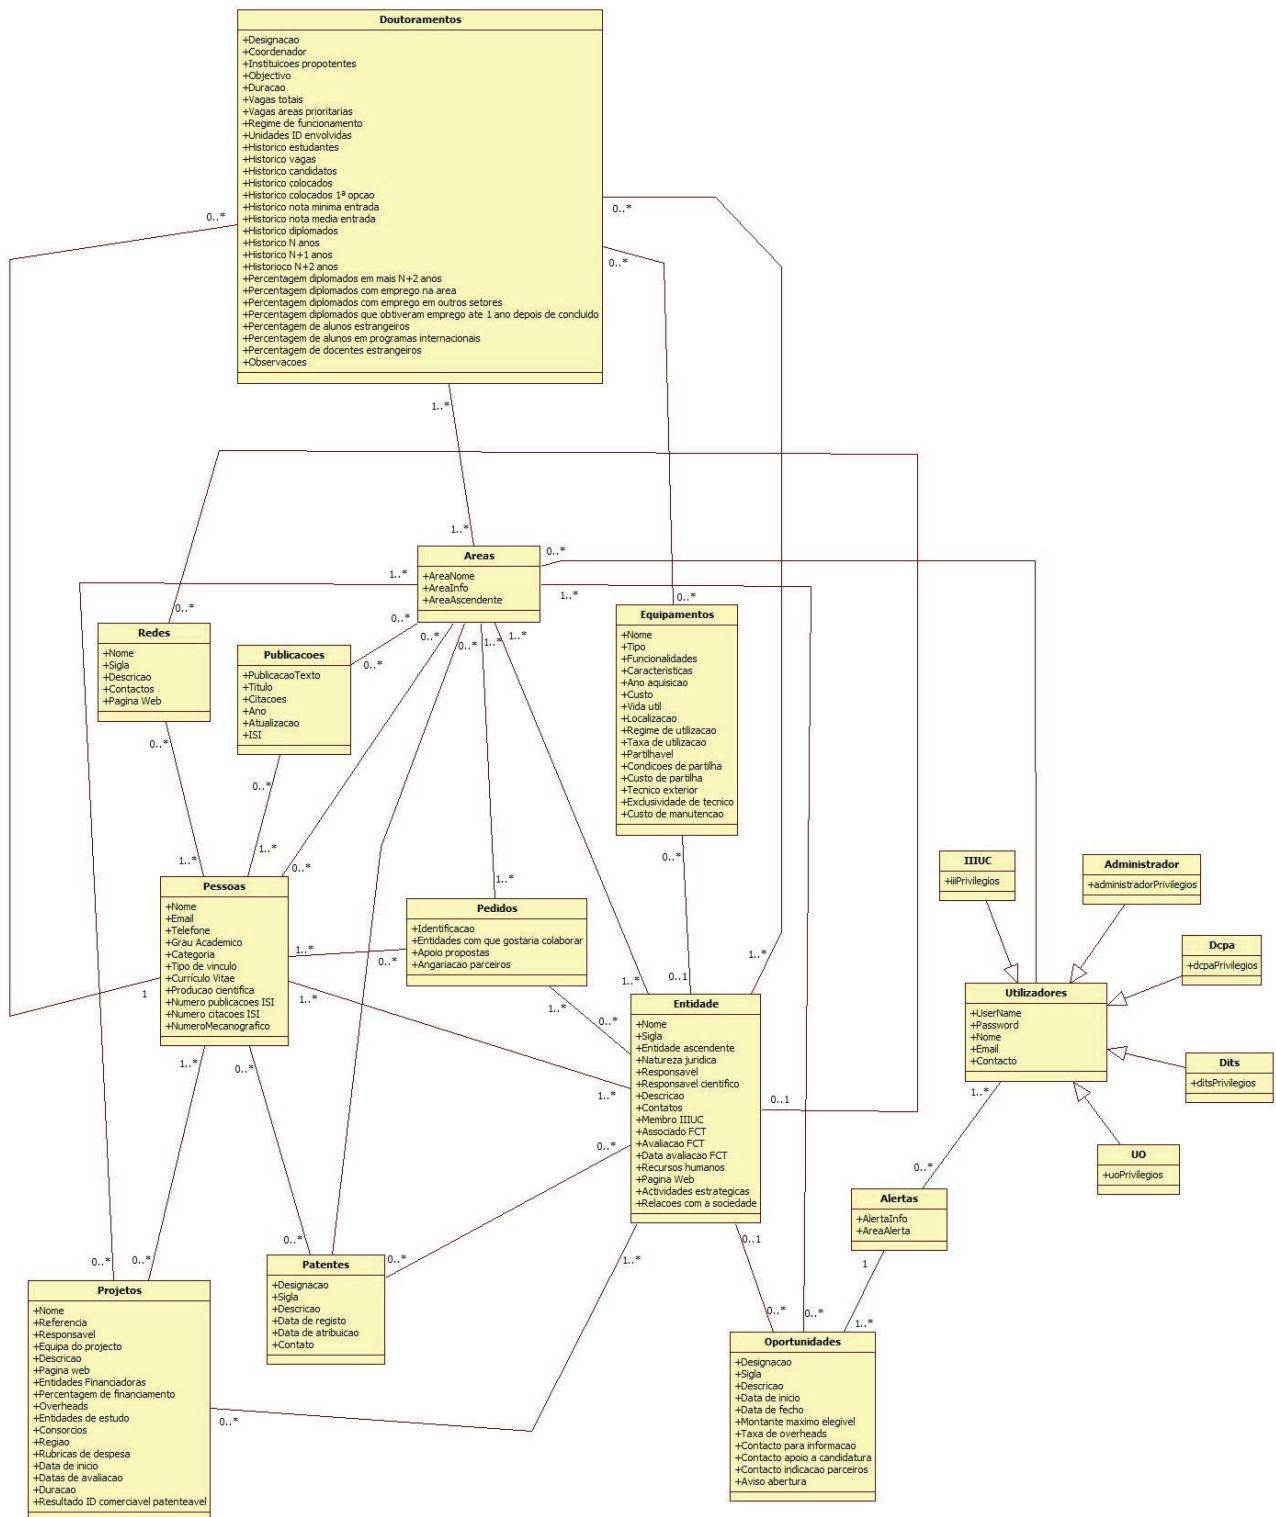 Doutoramentos
+Designacao
+Coordenador
+Instituicoes propotentes
+Objectivo
+Duracao
+Vagas totais
+Vagas areas prioritarias
+Regime de funcionamento
+Unidades ID envolvidas
+Historico estudantes
+Historico vagas
+Historico candidatos
+Historico colocados
+Historico colocados 1ª opcao
+Historico nota minima entrada
+Historico nota media entrada
+Historico diplomados
+Historico N anos
+Historico N+1 anos
+Historioco N+2 anos
+Percentagem diplomados em mais N+2 anos
+Percentagem diplomados com emprego na area
+Percentagem diplomados com emprego em outros setores
+Percentagem diplomados que obtiveram emprego ate 1 ano depois de concluido
+Percentagem de alunos estrangeiros
+Percentagem de alunos em programas internacionais
+Percentagem de docentes estrangeiros
+Observacoes
0..*
0..*
0..*
1..*
1..*
Areas
+AreaNome
+AreaInfo
+AreaAscendente
0..*
1..*
1..*
0..*
0..*
0..*
1..*
1..*
0..*
Redes
+Nome
+Sigla
+Descricao
+Contactos
+Pagina Web
0..*
0..*
Publicacoes
+PublicacaoTexto
+Titulo
+Citacoes
+Ano
+Atualizacao
+ISI
0..*
0..*
0..*
Equipamentos
+Nome
+Tipo
+Funcionalidades
+Caracteristicas
+Ano aquisicao
+Custo
+Vida util
+Localizacao
+Regime de utilizacao
+Taxa de utilizacao
+Partilhavel
+Condicoes de partilha
+Custo de partilha
+Tecnico exterior
+Exclusividade de tecnico
+Custo de manutencao
0..*
1..*
1..*
0..*
Pessoas
+Nome
+Email
+Telefone
+Grau Academico
+Categoria
+Tipo de vinculo
+Currículo Vitae
+Producao cientifica
+Numero publicacoes ISI
+Numero citacoes ISI
+NumeroMecanografico
1
1..*
1..*
1..*
0..*
1..*
Pedidos
+Identificacao
+Entidades com que gostaria colaborar
+Apoio propostas
+Angariacao parceiros
0..*
1..*
0..*
1..*
0..1
1..*
Entidade
+Nome
+Sigla
+Entidade ascendente
+Natureza juridica
+Responsavel
+Responsavel cientifico
+Descricao
+Contatos
+Membro IIIUC
+Associado FCT
+Avaliacao FCT
+Data avaliacao FCT
+Recursos humanos
+Pagina Web
+Actividades estrategicas
+Relacoes com a sociedade
1..*
0..1
0..*
1..*
0..1
IIIUC
+iiiPrivilegios
Administrador
+administradorPrivilegios
Dcpa
+dcpaPrivilegios
Utilizadores
+UserName
+Password
+Nome
+Email
+Contacto
1..*
Dits
+ditsPrivilegios
UO
+uoPrivilegios
0..*
Alertas
+AlertaInfo
+AreaAlerta
1
0..*
0..*
Projetos
+Nome
+Referencia
+Responsavel
+Equipa do projecto
+Descricao
+Pagina web
+Entidades Financiadoras
+Percentagem de financiamento
+Overheads
+Entidades de estudo
+Consorcios
+Regiao
+Rubricas de despesa
+Data de inicio
+Datas de avaliacao
+Duracao
+Resultado ID comerciavel patenteavel
0..*
0..*
0..*
Patentes
+Designacao
+Sigla
+Descricao
+Data de registo
+Data de atribuicao
+Contato
0..*
0..*
1..*
Oportunidades
+Designacao
+Sigla
+Descricao
+Data de inicio
+Data de fecho
+Montante maximo elegivel
+Taxa de overheads
+Contacto para informacao
+Contacto apoio a candidatura
+Contacto indicacao parceiros
+Aviso abertura